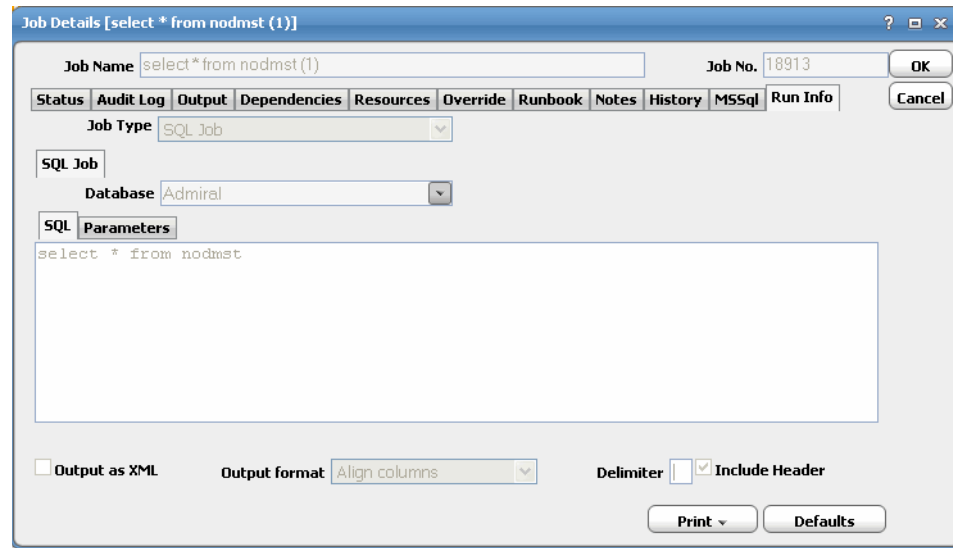 Job Details [select * from nodmst (1)]
Job Name select * from nodmst (1) Job No. 18913 OK
Status Audit Log Output Dependencies Resources Override Runbook Notes History MSSql Run Info Cancel
Job Type SQL Job
SQL Job
Database Admiral
SQL Parameters
select * from nodmst
Output as XML Output format Align columns Delimiter Include Header
Print Defaults